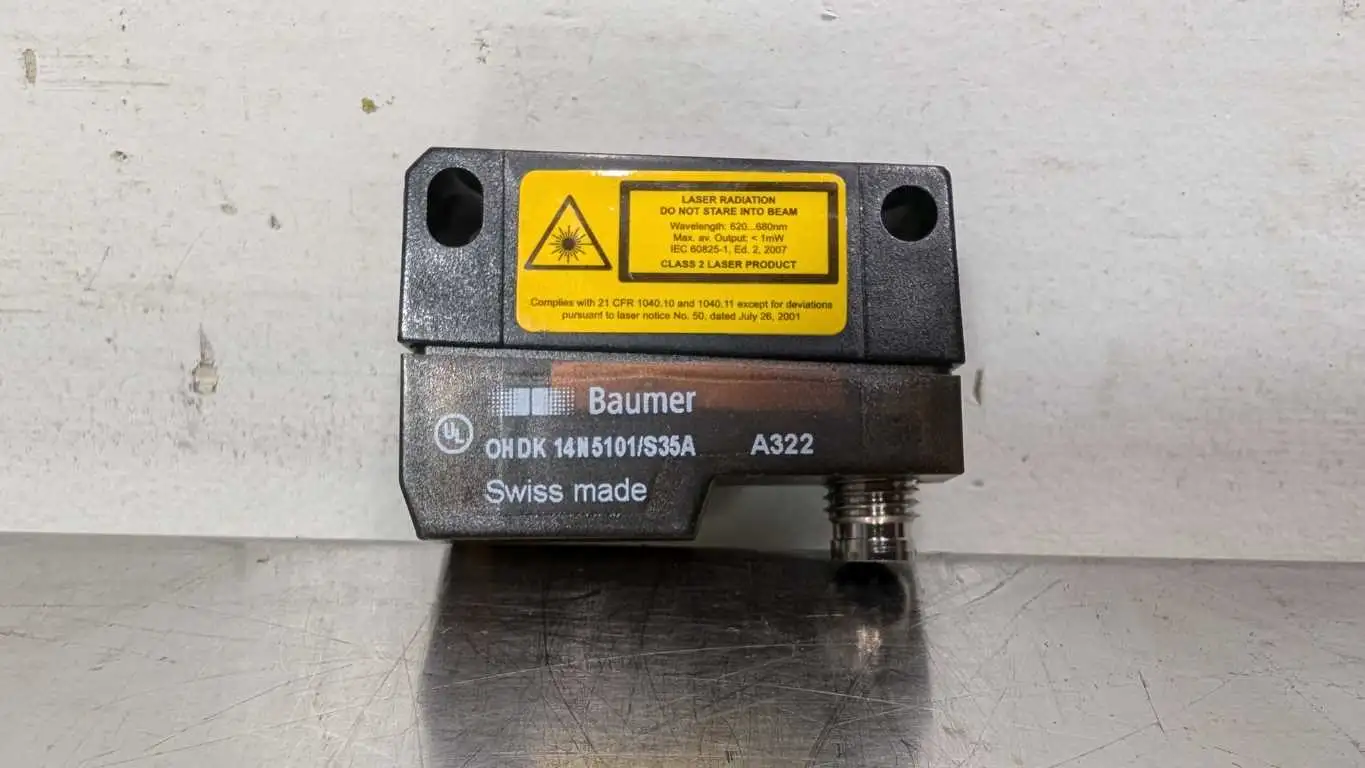 LASER RADIATION
DO NOT STARE INTO BEAM
Wavelength: 620...680nm
Max. av. Output: < 1mW
IEC 60825-1, Ed. 2, 2007
CLASS 2 LASER PRODUCT
Complies with 21 CFR 1040.10 and 1040.11 except for deviations
pursuant to laser notice No. 50, dated July 26, 2001
Baumer
UL
OHDK 14N5101/S35A A322
Swiss made